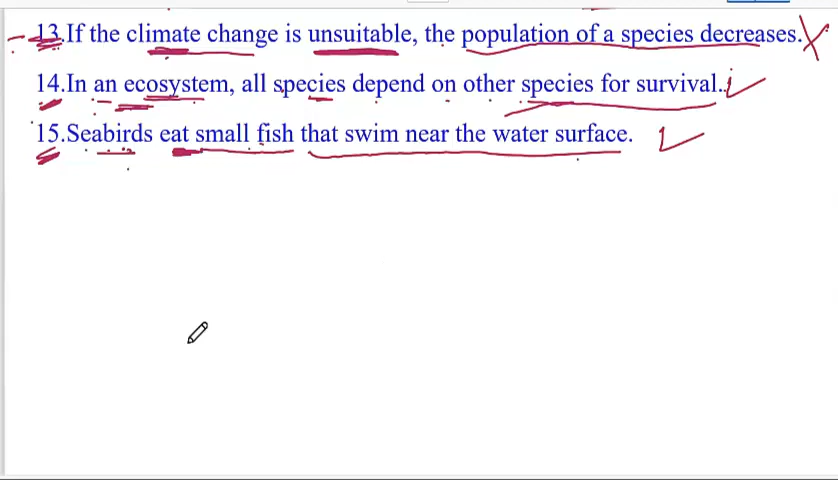 13.If the climate change is unsuitable, the population of a species decreases.
14.In an ecosystem, all species depend on other species for survival..
15.Seabirds eat small fish that swim near the water surface.